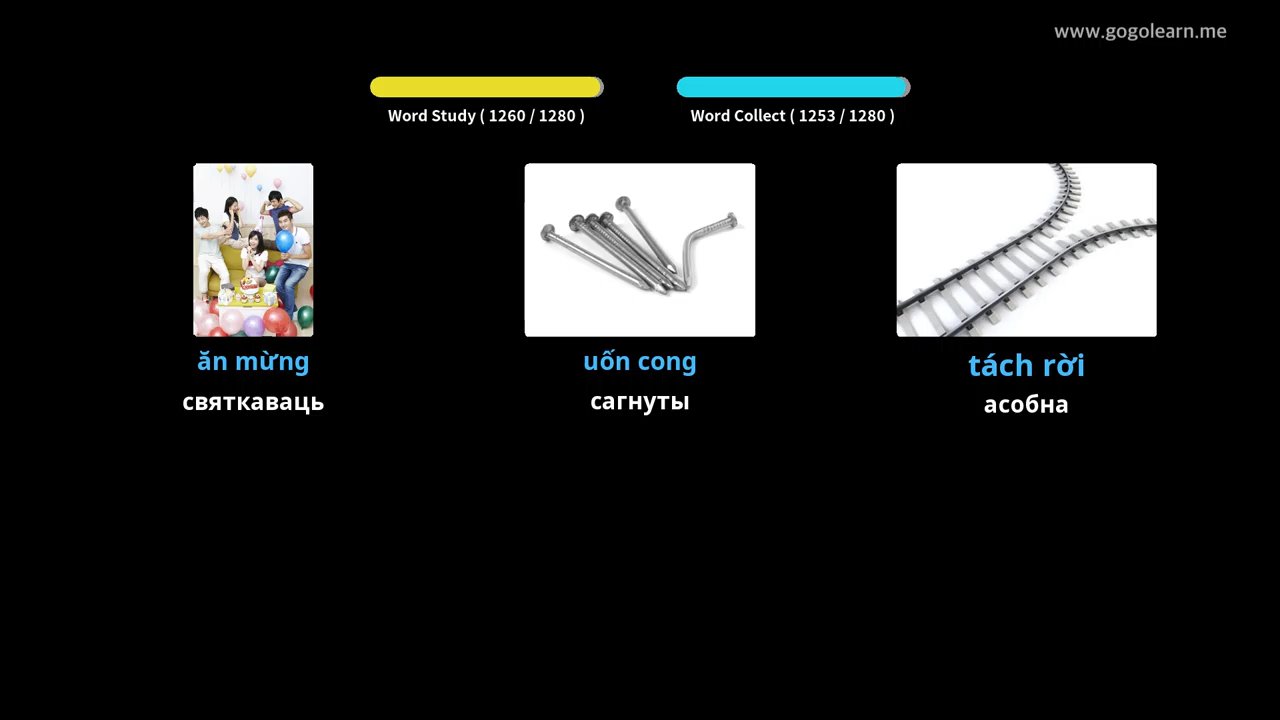 www.gogolearn.me
Word Study ( 1260 / 1280 )
Word Collect ( 1253 / 1280 )
ăn mừng
uốn cong
tách rời
святкаваць
сагнуты
асобна